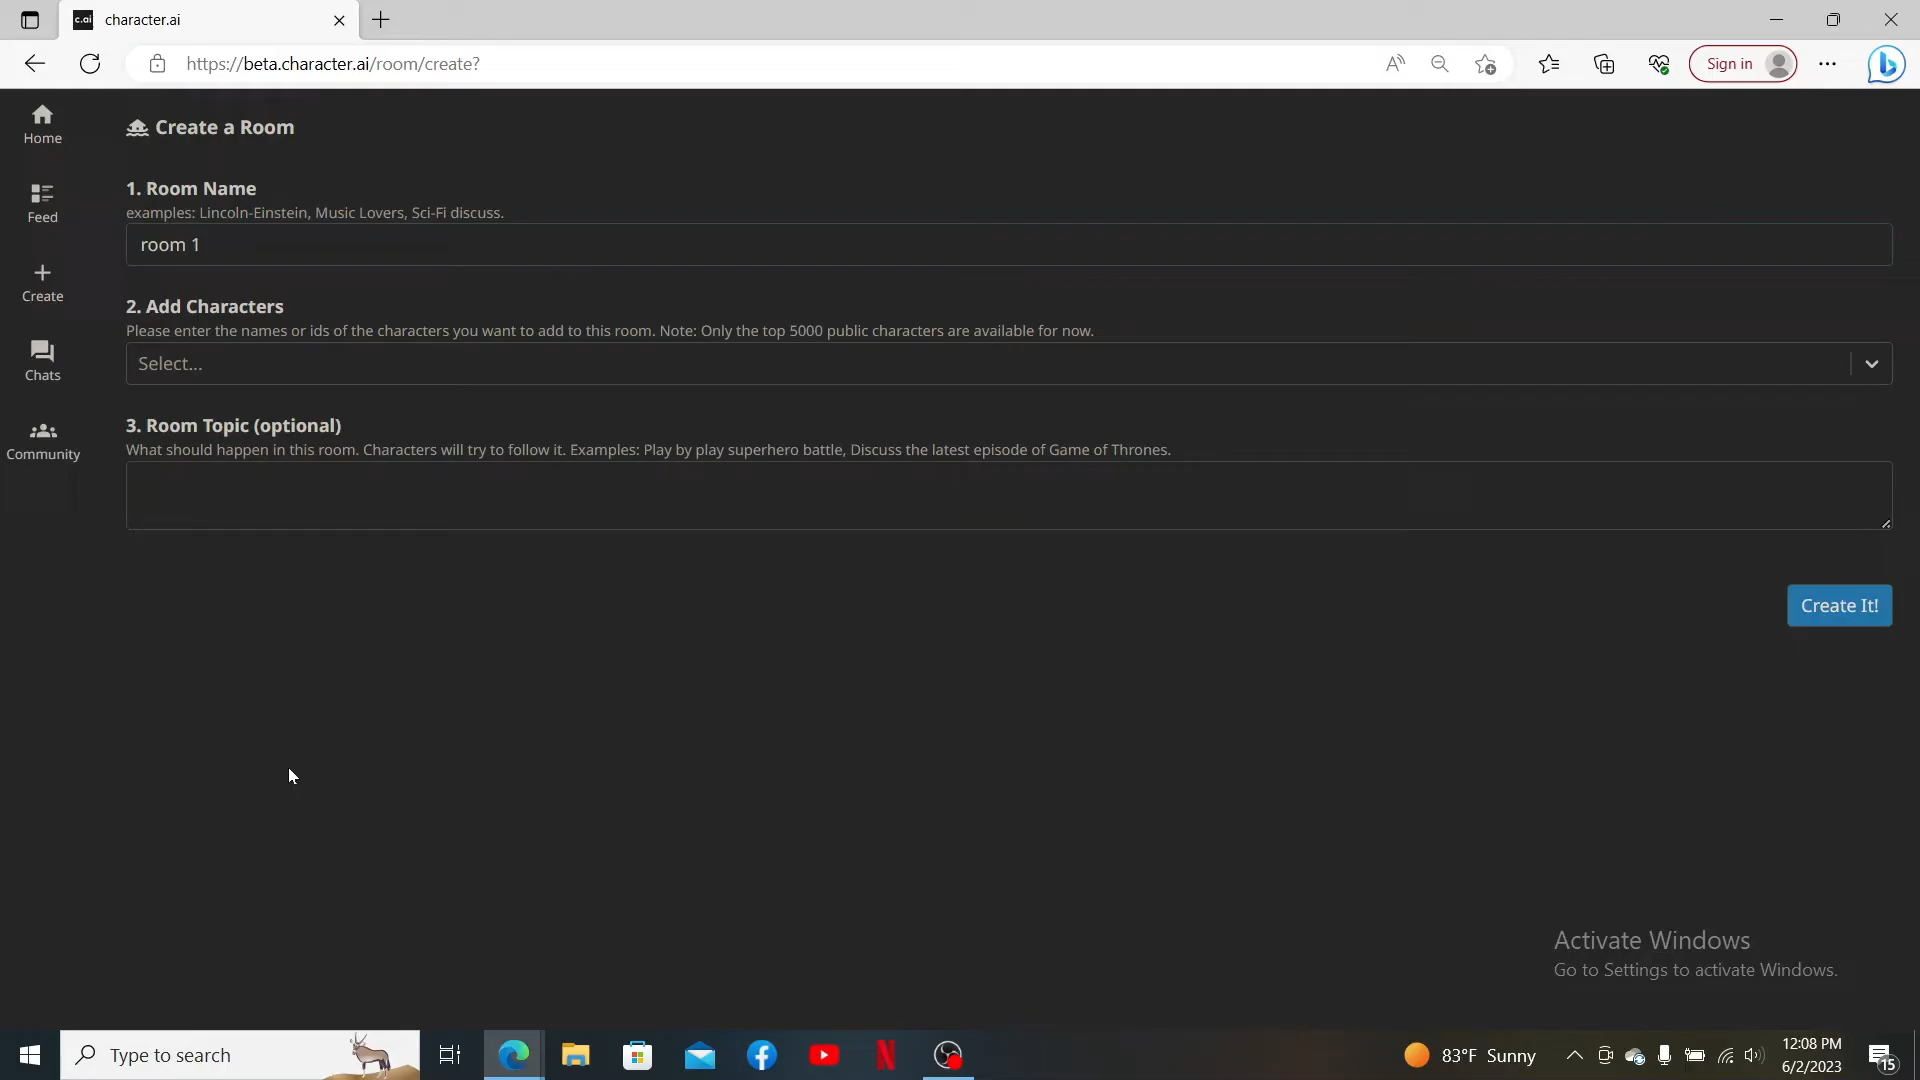 c.ai character.ai
https://beta.character.ai/room/create?
Sign in
Home
Create a Room
1. Room Name
examples: Lincoln-Einstein, Music Lovers, Sci-Fi discuss.
Feed
room 1
Create
2. Add Characters
Please enter the names or ids of the characters you want to add to this room. Note: Only the top 5000 public characters are available for now.
Chats
Select...
3. Room Topic (optional)
What should happen in this room. Characters will try to follow it. Examples: Play by play superhero battle, Discuss the latest episode of Game of Thrones.
Community
Create It!
Activate Windows
Go to Settings to activate Windows.
Type to search
83°F Sunny
12:08 PM
6/2/2023
15